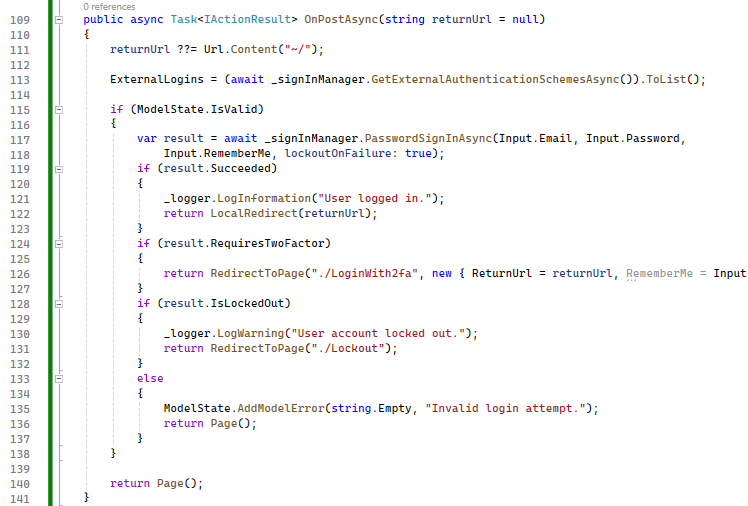 0 references
109 public async Task<IActionResult> OnPostAsync(string returnUrl = null)
110 {
111 returnUrl ??= Url.Content("~/");
112
113 ExternalLogins = (await _signInManager.GetExternalAuthenticationSchemesAsync()).ToList();
114
115 if (ModelState.IsValid)
116 {
117 var result = await _signInManager.PasswordSignInAsync(Input.Email, Input.Password,
118 Input.RememberMe, lockoutOnFailure: true);
119 if (result.Succeeded)
120 {
121 _logger.LogInformation("User logged in.");
122 return LocalRedirect(returnUrl);
123 }
124 if (result.RequiresTwoFactor)
125 {
126 return RedirectToPage("./LoginWith2fa", new { ReturnUrl = returnUrl, RememberMe = Input
127 }
128 if (result.IsLockedOut)
129 {
130 _logger.LogWarning("User account locked out.");
131 return RedirectToPage("./Lockout");
132 }
133 else
134 {
135 ModelState.AddModelError(string.Empty, "Invalid login attempt.");
136 return Page();
137 }
138 }
139
140 return Page();
141 }